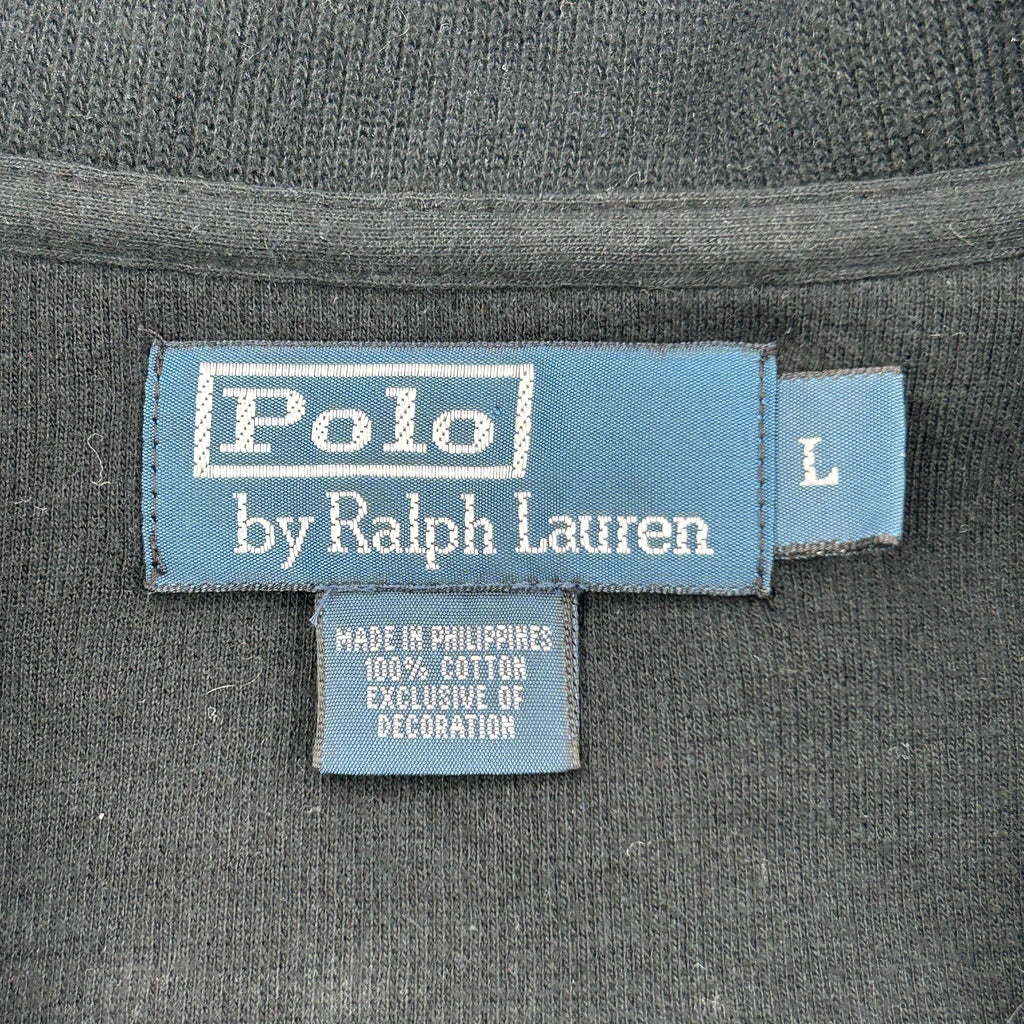 Polo
by Ralph Lauren
L
MADE IN PHILIPPINES
100% COTTON
EXCLUSIVE OF
DECORATION